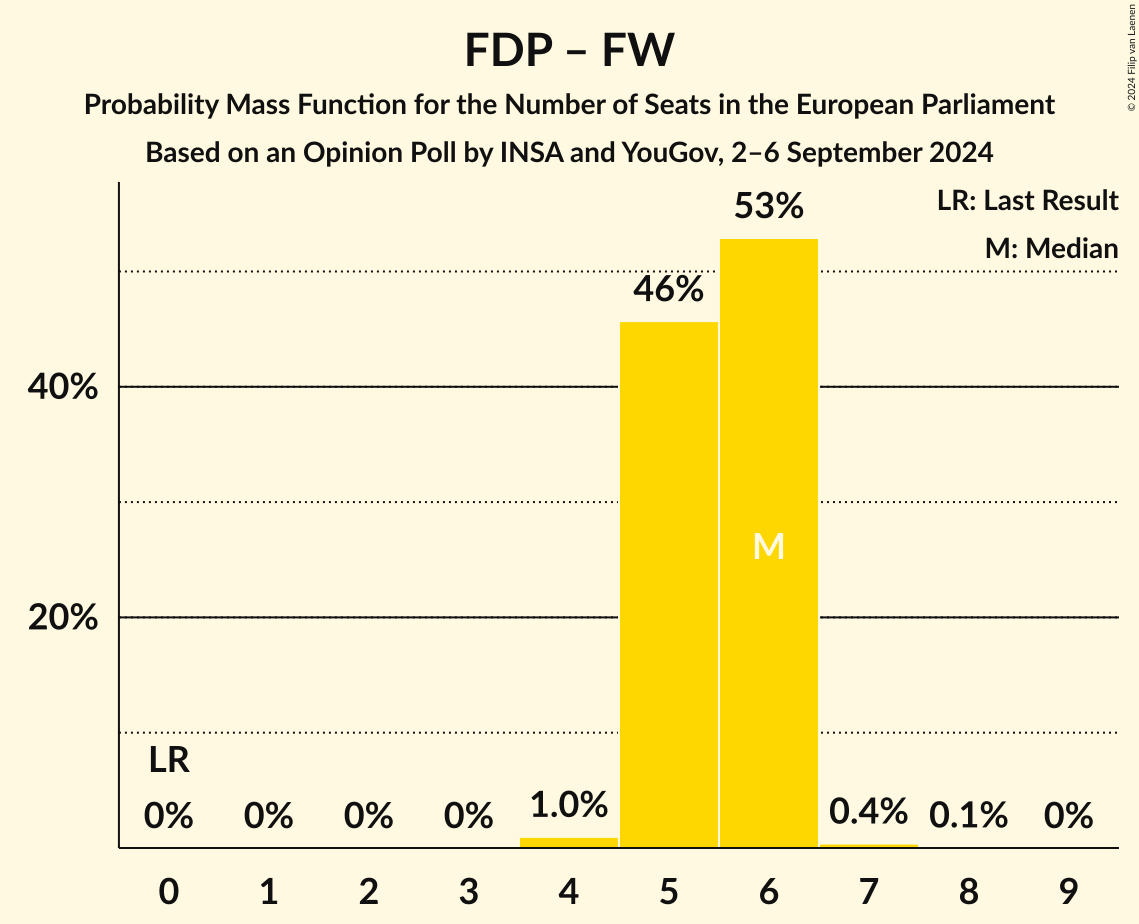 FDP – FW
Probability Mass Function for the Number of Seats in the European Parliament
Based on an Opinion Poll by INSA and YouGov, 2–6 September 2024
© 2024 Filip van Laenen
LR: Last Result
M: Median
53%
46%
40%
M
20%
LR
0% 0% 0% 0% 1.0% 0.4% 0.1% 0%
0 1 2 3 4 5 6 7 8 9